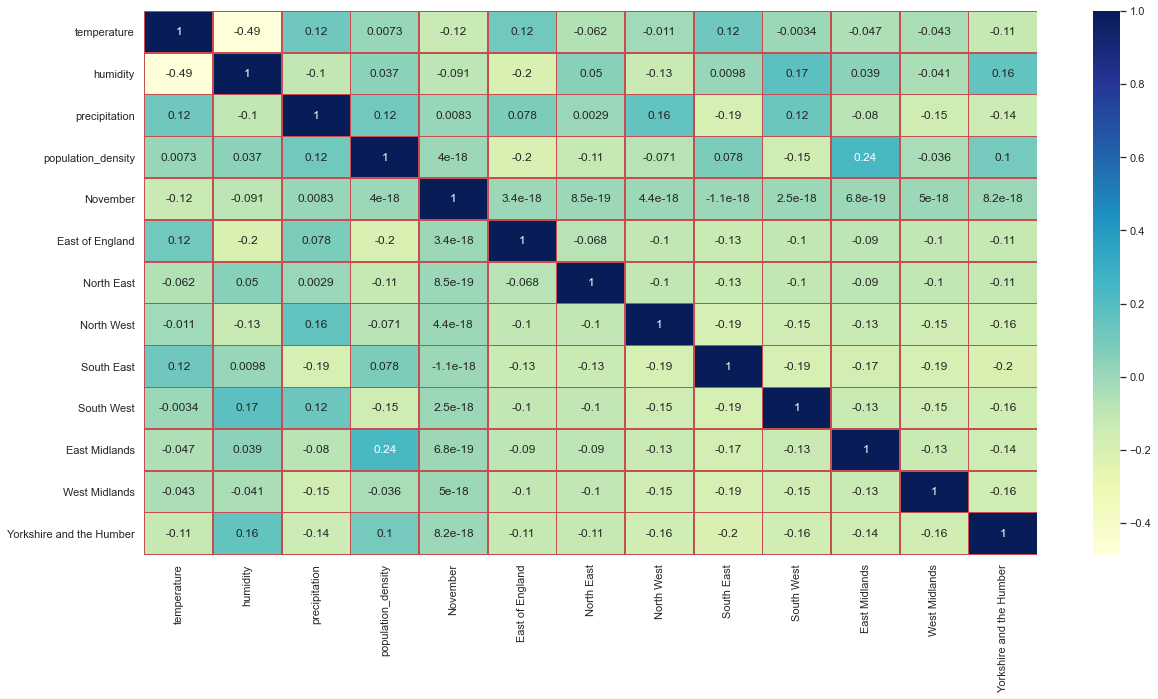 temperature 1 -0.49 0.12 0.0073 -0.12 0.12 -0.062 -0.011 0.12 -0.0034 -0.047 -0.043 -0.11
humidity -0.49 1 -0.1 0.037 -0.091 -0.2 0.05 -0.13 0.0098 0.17 0.039 -0.041 0.16
precipitation 0.12 -0.1 1 0.12 0.0083 0.078 0.0029 0.16 -0.19 0.12 -0.08 -0.15 -0.14
population_density 0.0073 0.037 0.12 1 4e-18 -0.2 -0.11 -0.071 0.078 -0.15 0.24 -0.036 0.1
November -0.12 -0.091 0.0083 4e-18 1 3.4e-18 8.5e-19 4.4e-18 -1.1e-18 2.5e-18 6.8e-19 5e-18 8.2e-18
East of England 0.12 -0.2 0.078 -0.2 3.4e-18 1 -0.068 -0.1 -0.13 -0.1 -0.09 -0.1 -0.11
North East -0.062 0.05 0.0029 -0.11 8.5e-19 -0.068 1 -0.1 -0.13 -0.1 -0.09 -0.1 -0.11
North West -0.011 -0.13 0.16 -0.071 4.4e-18 -0.1 -0.1 1 -0.19 -0.15 -0.13 -0.15 -0.16
South East 0.12 0.0098 -0.19 0.078 -1.1e-18 -0.13 -0.13 -0.19 1 -0.19 -0.17 -0.19 -0.2
South West -0.0034 0.17 0.12 -0.15 2.5e-18 -0.1 -0.1 -0.15 -0.19 1 -0.13 -0.15 -0.16
East Midlands -0.047 0.039 -0.08 0.24 6.8e-19 -0.09 -0.09 -0.13 -0.17 -0.13 1 -0.13 -0.14
West Midlands -0.043 -0.041 -0.15 -0.036 5e-18 -0.1 -0.1 -0.15 -0.19 -0.15 -0.13 1 -0.16
Yorkshire and the Humber -0.11 0.16 -0.14 0.1 8.2e-18 -0.11 -0.11 -0.16 -0.2 -0.16 -0.14 -0.16 1
temperature
humidity
precipitation
population_density
November
East of England
North East
North West
South East
South West
East Midlands
West Midlands
Yorkshire and the Humber
1.0
0.8
0.6
0.4
0.2
0.0
−0.2
−0.4